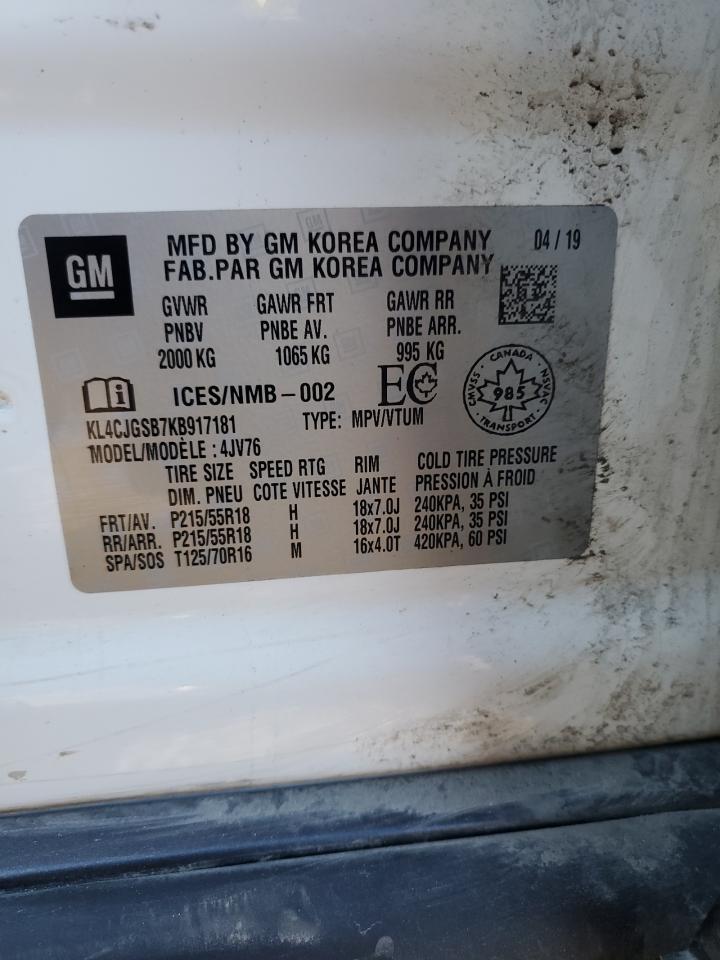 GM
MFD BY GM KOREA COMPANY 04 / 19
FAB.PAR GM KOREA COMPANY
GVWR GAWR FRT GAWR RR
PNBV PNBE AV. PNBE ARR.
2000 KG 1065 KG 995 KG
ICES/NMB-002 EC
CANADA CMVSS NSVAC 985 TRANSPORT
KL4CJGSB7KB917181 TYPE: MPV/VTUM
MODEL/MODÈLE : 4JV76
TIRE SIZE SPEED RTG RIM COLD TIRE PRESSURE
DIM. PNEU COTE VITESSE JANTE PRESSION À FROID
FRT/AV. P215/55R18 H 18x7.0J 240KPA, 35 PSI
RR/ARR. P215/55R18 H 18x7.0J 240KPA, 35 PSI
SPA/SOS T125/70R16 M 16x4.0T 420KPA, 60 PSI